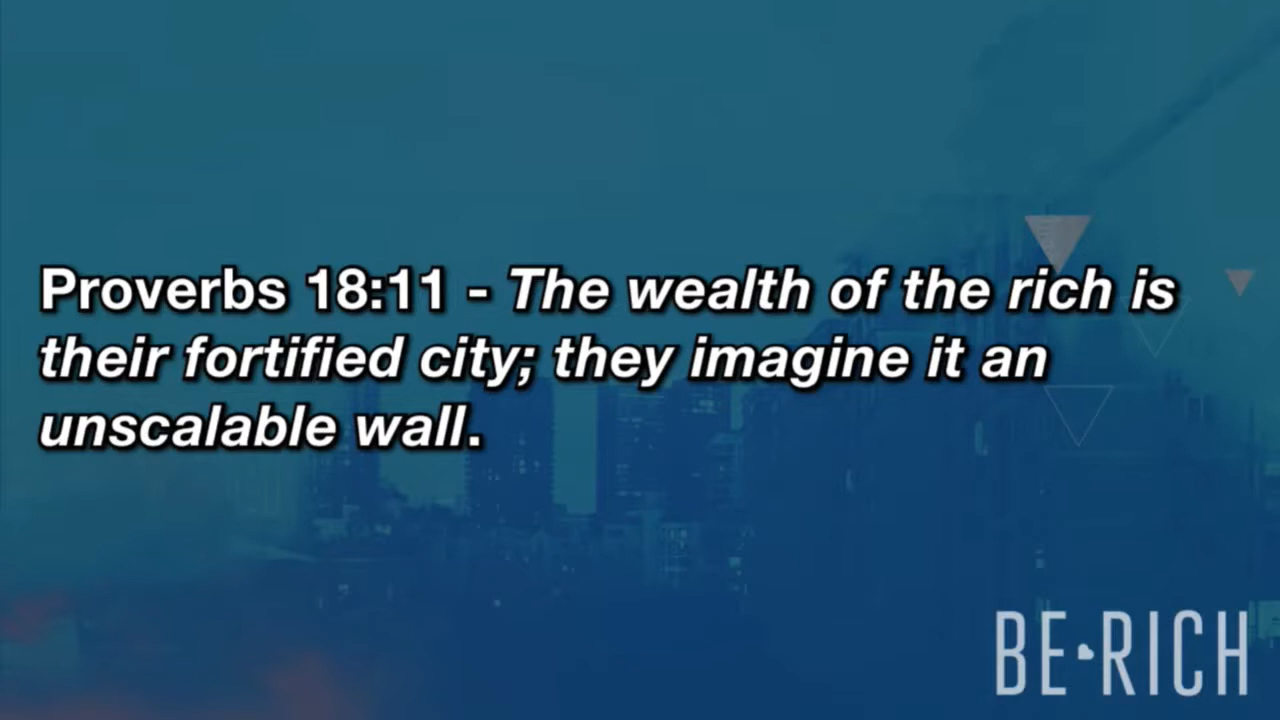 Proverbs 18:11 - The wealth of the rich is
their fortified city; they imagine it an
unscalable wall.
BE RICH